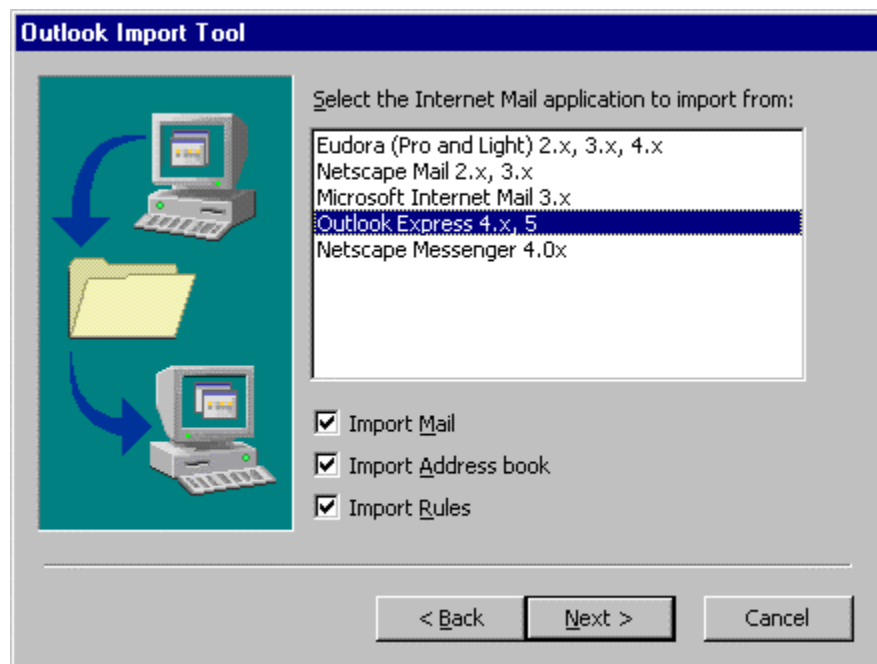 Outlook Import Tool
Select the Internet Mail application to import from:
Eudora (Pro and Light) 2.x, 3.x, 4.x
Netscape Mail 2.x, 3.x
Microsoft Internet Mail 3.x
Outlook Express 4.x, 5
Netscape Messenger 4.0x
Import Mail
Import Address book
Import Rules
< Back Next > Cancel